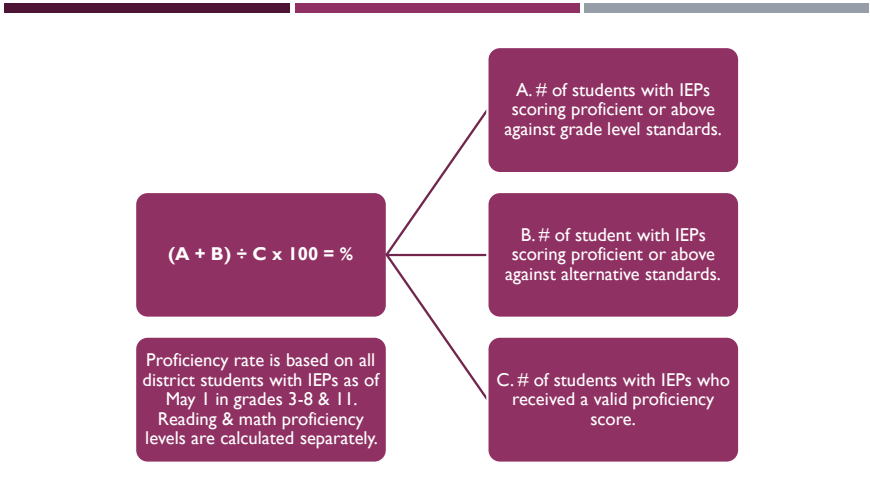 A. # of students with IEPs
scoring proficient or above
against grade level standards.
(A + B) ÷ C x 100 = %
B. # of student with IEPs
scoring proficient or above
against alternative standards.
Proficiency rate is based on all
district students with IEPs as of
May 1 in grades 3-8 & 11.
Reading & math proficiency
levels are calculated separately.
C. # of students with IEPs who
received a valid proficiency
score.